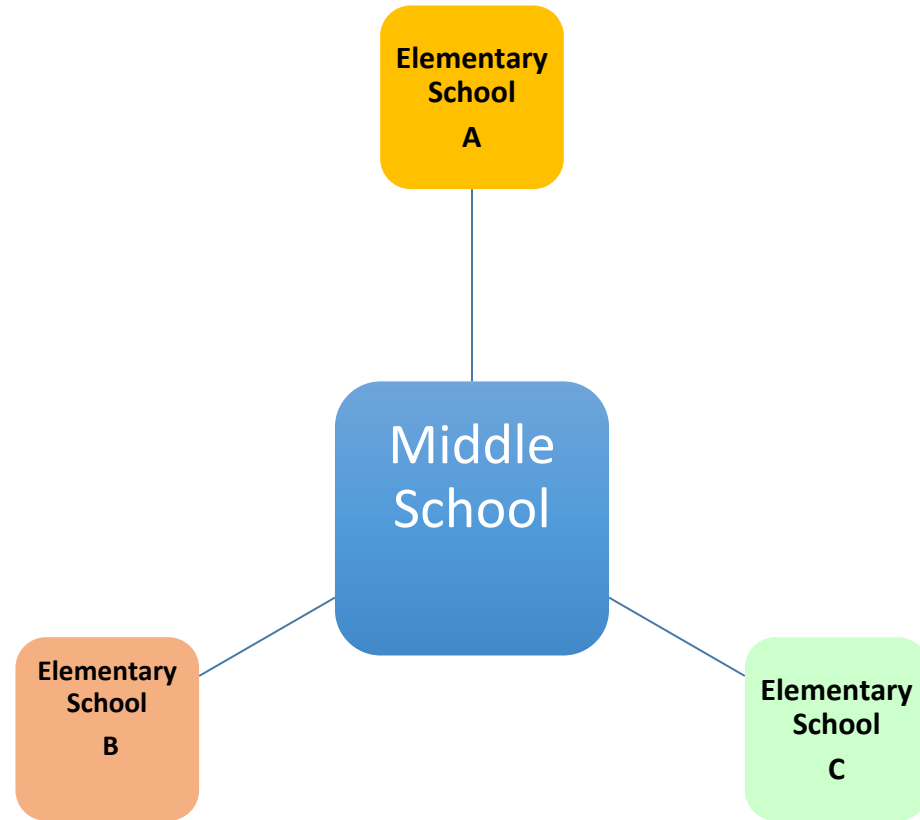 Elementary
School
A
Middle
School
Elementary
School
B
Elementary
School
C